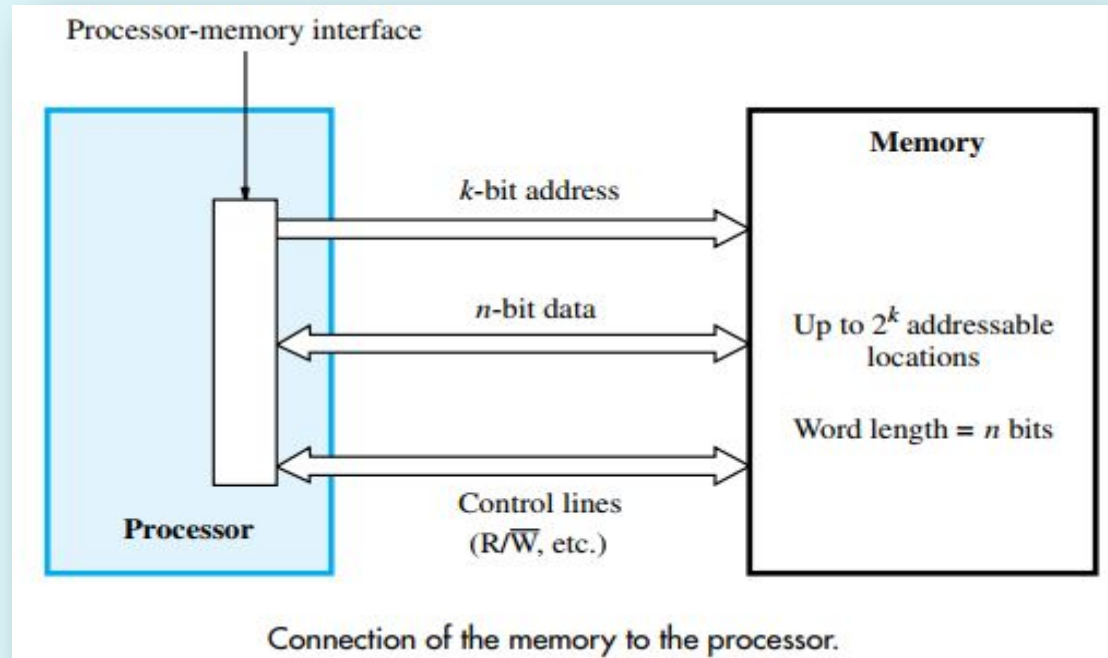 Processor-memory interface
Memory
k-bit address
n-bit data
Up to 2^k addressable
locations
Word length = n bits
Control lines
(R/W̅, etc.)
Processor
Connection of the memory to the processor.